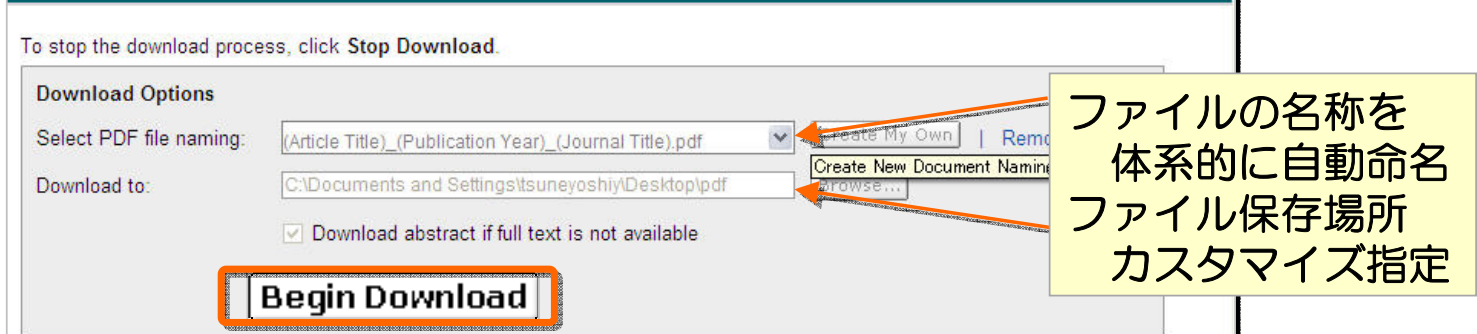 To stop the download process, click Stop Download.
Download Options
Select PDF file naming: (Article Title)_(Publication Year)_(Journal Title).pdf Create My Own |
Create New Document
Download to: C:\Documents and Settings\tsuneyoshiy\Desktop\pdf Browse...
Download abstract if full text is not available
Begin Download
ファイルの名称を
体系的に自動命名
ファイル保存場所
カスタマイズ指定